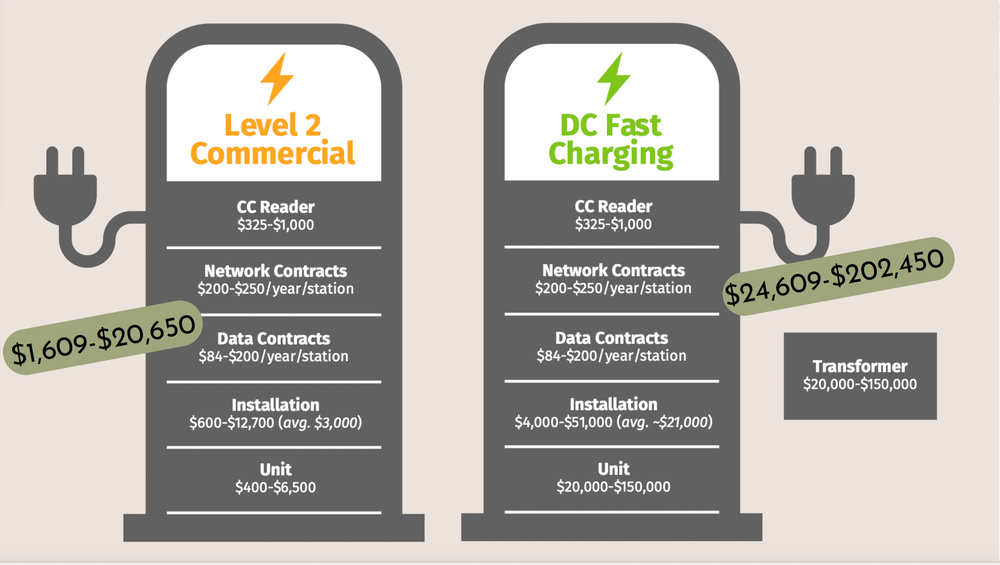 Level 2
Commercial
CC Reader
$325-$1,000
Network Contracts
$200-$250/year/station
Data Contracts
$84-$200/year/station
Installation
$600-$12,700 (avg. $3,000)
Unit
$400-$6,500
$1,609-$20,650
DC Fast
Charging
CC Reader
$325-$1,000
Network Contracts
$200-$250/year/station
Data Contracts
$84-$200/year/station
Installation
$4,000-$51,000 (avg. ~$21,000)
Unit
$20,000-$150,000
$24,609-$202,450
Transformer
$20,000-$150,000